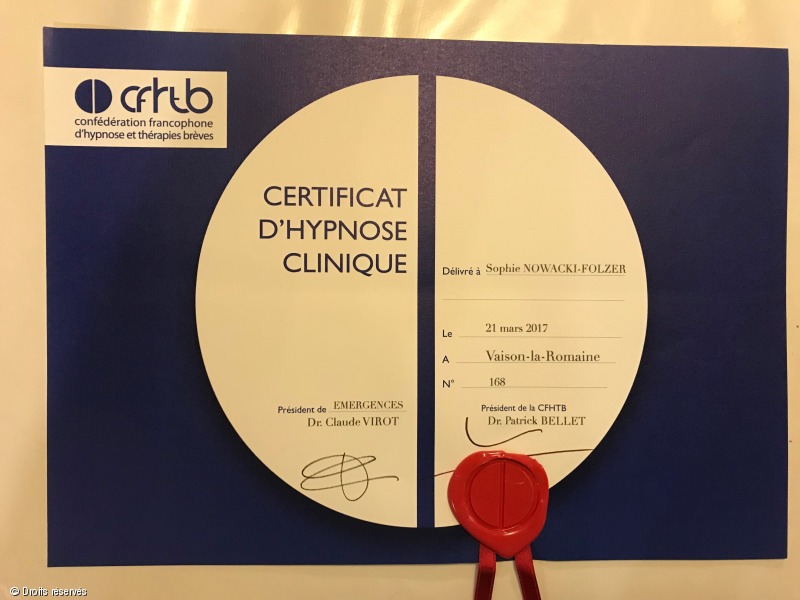 cfhtb
confédération francophone
d'hypnose et thérapies brèves
CERTIFICAT
D'HYPNOSE
CLINIQUE
Délivré à Sophie NOWACKI-FOLZER
Le 21 mars 2017
A Vaison-la-Romaine
N° 168
Président de EMERGENCES
Dr. Claude VIROT
Président de la CFHTB
Dr. Patrick BELLET
© Droits réservés